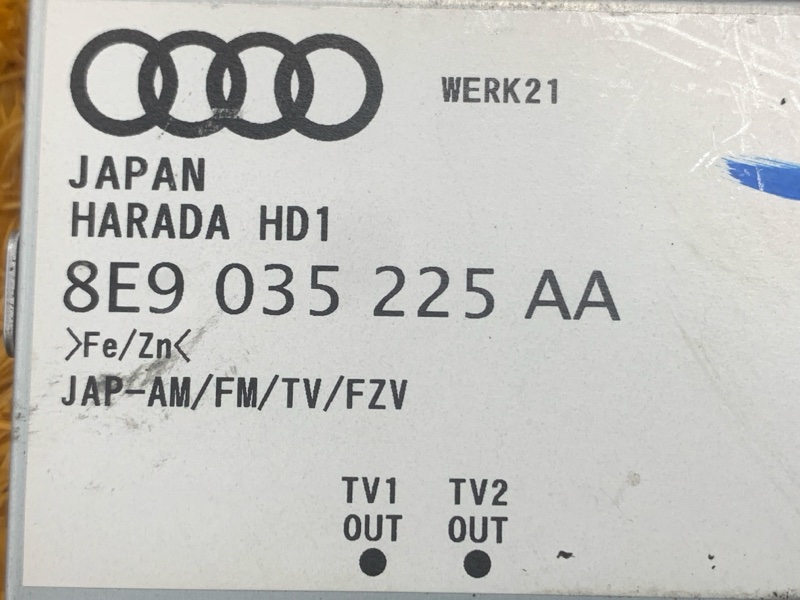 WERK21
JAPAN
HARADA HD1
8E9 035 225 AA
>Fe/Zn<
JAP-AM/FM/TV/FZV
TV1 TV2
OUT OUT